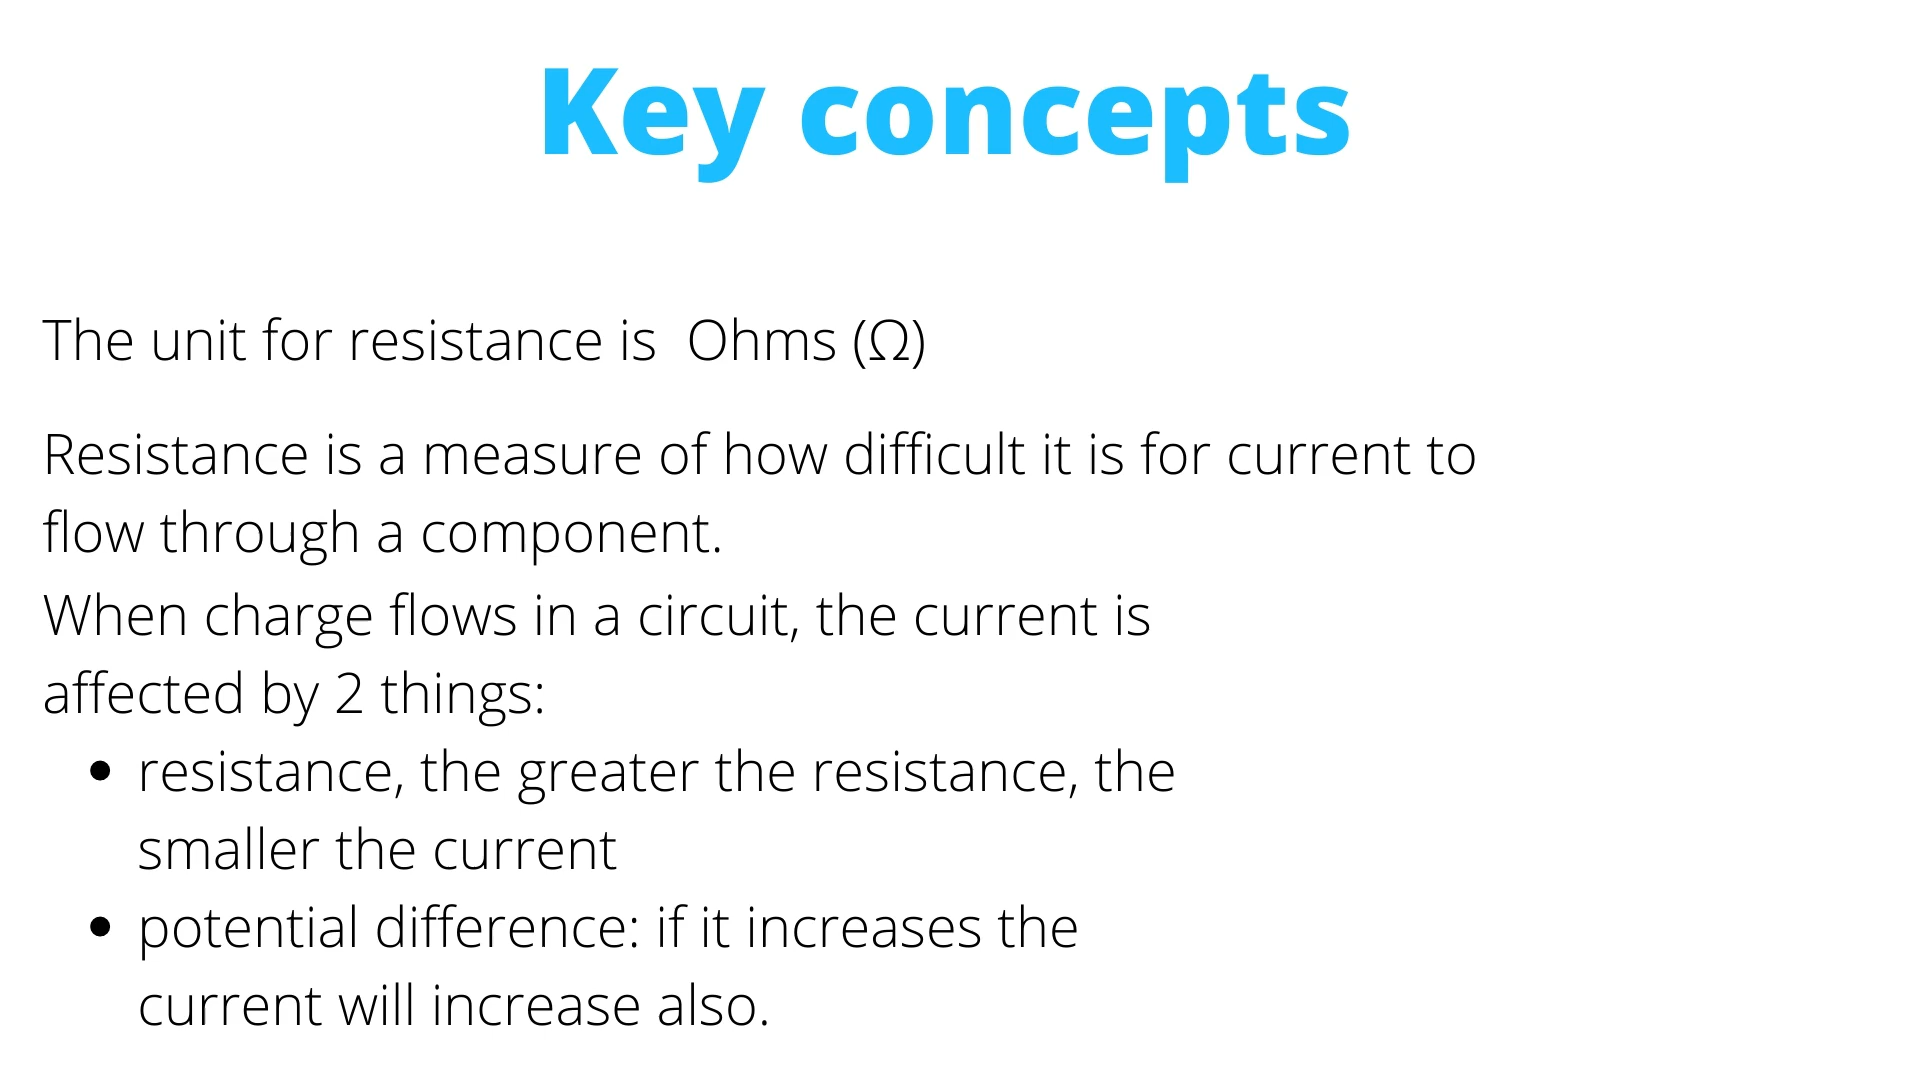 Key concepts
The unit for resistance is  Ohms (Ω)
Resistance is a measure of how difficult it is for current to
flow through a component.
When charge flows in a circuit, the current is
affected by 2 things:
• resistance, the greater the resistance, the
smaller the current
• potential difference: if it increases the
current will increase also.